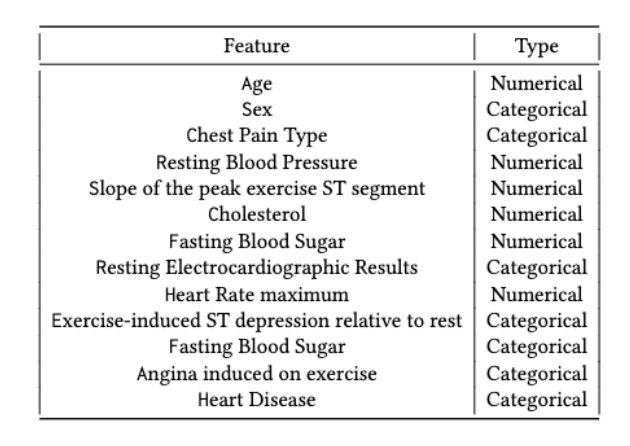 Feature Type
Age Numerical
Sex Categorical
Chest Pain Type Categorical
Resting Blood Pressure Numerical
Slope of the peak exercise ST segment Numerical
Cholesterol Numerical
Fasting Blood Sugar Numerical
Resting Electrocardiographic Results Categorical
Heart Rate maximum Numerical
Exercise-induced ST depression relative to rest Categorical
Fasting Blood Sugar Categorical
Angina induced on exercise Categorical
Heart Disease Categorical